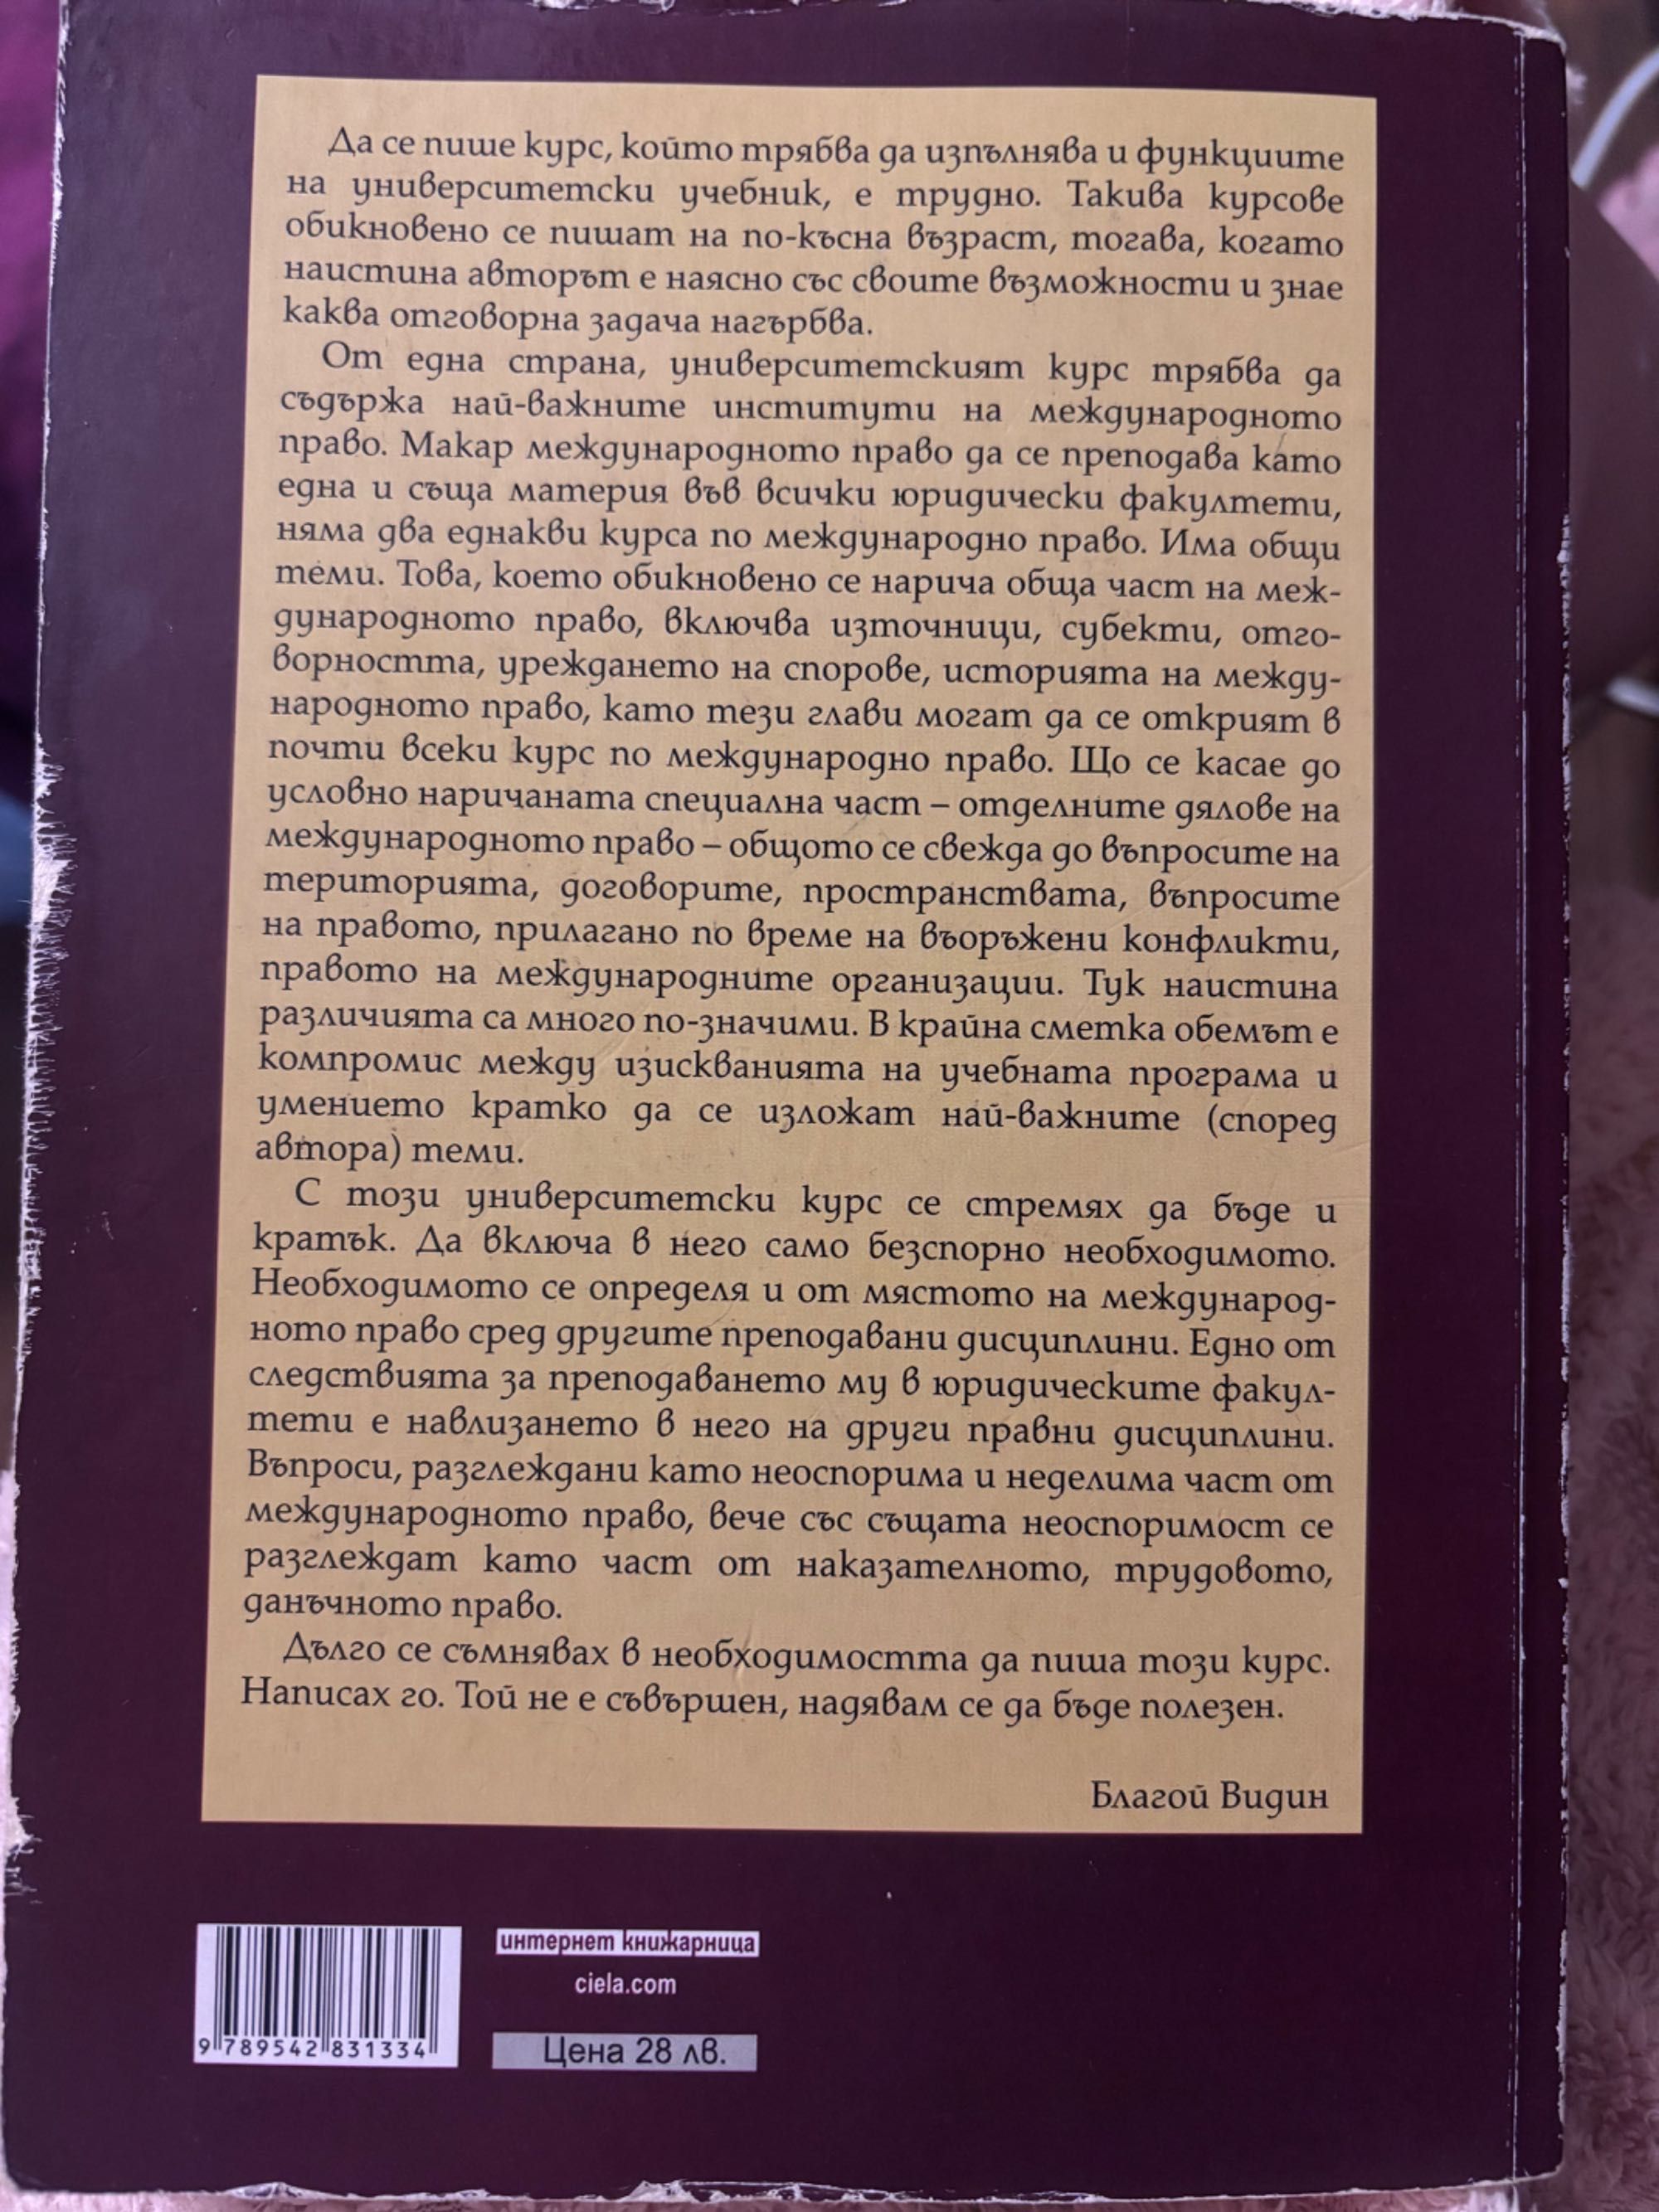 Да се пише курс, който трябва да изпълнява и функциите
на университетски учебник, е трудно. Такива курсове
обикновено се пишат на по-късна възраст, тогава, когато
наистина авторът е наясно със своите възможности и знае
каква отговорна задача нагърбва.
От една страна, университетският курс трябва да
съдържа най-важните институти на международното
право. Макар международното право да се преподава като
една и съща материя във всички юридически факултети,
няма два еднакви курса по международно право. Има общи
теми. Това, което обикновено се нарича обща част на меж-
дународното право, включва източници, субекти, отго-
ворността, уреждането на спорове, историята на между-
народното право, като тези глави могат да се открият в
почти всеки курс по международно право. Що се касае до
условно наричаната специална част – отделните дялове на
международното право – общото се свежда до въпросите на
територията, договорите, пространствата, въпросите
на правото, прилагано по време на въоръжени конфликти,
правото на международните организации. Тук наистина
различията са много по-значими. В крайна сметка обемът е
компромис между изискванията на учебната програма и
умението кратко да се изложат най-важните (според
автора) теми.
С този университетски курс се стремях да бъде и
кратък. Да включа в него само безспорно необходимото.
Необходимото се определя и от мястото на международ-
ното право сред другите преподавани дисциплини. Едно от
следствията за преподаването му в юридическите факул-
тети е навлизането в него на други правни дисциплини.
Въпроси, разглеждани като неоспорима и неделима част от
международното право, вече със същата неоспоримост се
разглеждат като част от наказателното, трудовото,
данъчното право.
Дълго се съмнявах в необходимостта да пиша този курс.
Написах го. Той не е съвършен, надявам се да бъде полезен.
Благой Видин
интернет книжарница
ciela.com
Цена 28 лв.
9 789542 831334